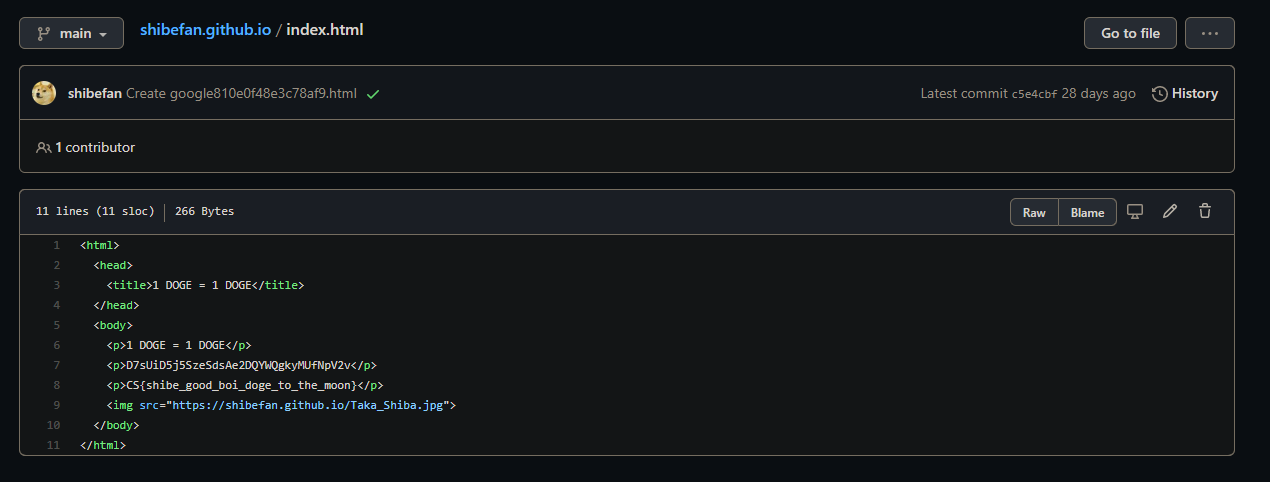 main
shibefan.github.io / index.html
Go to file
···
shibefan Create google810e0f48e3c78af9.html
Latest commit c5e4cbf 28 days ago
History
1 contributor
11 lines (11 sloc) | 266 Bytes
Raw
Blame
1 <html>
2   <head>
3     <title>1 DOGE = 1 DOGE</title>
4   </head>
5   <body>
6     <p>1 DOGE = 1 DOGE</p>
7     <p>D7sUiD5j5SzeSdsAe2DQYWQgkyMUfNpV2v</p>
8     <p>CS{shibe_good_boi_doge_to_the_moon}</p>
9     <img src="https://shibefan.github.io/Taka_Shiba.jpg">
10   </body>
11 </html>